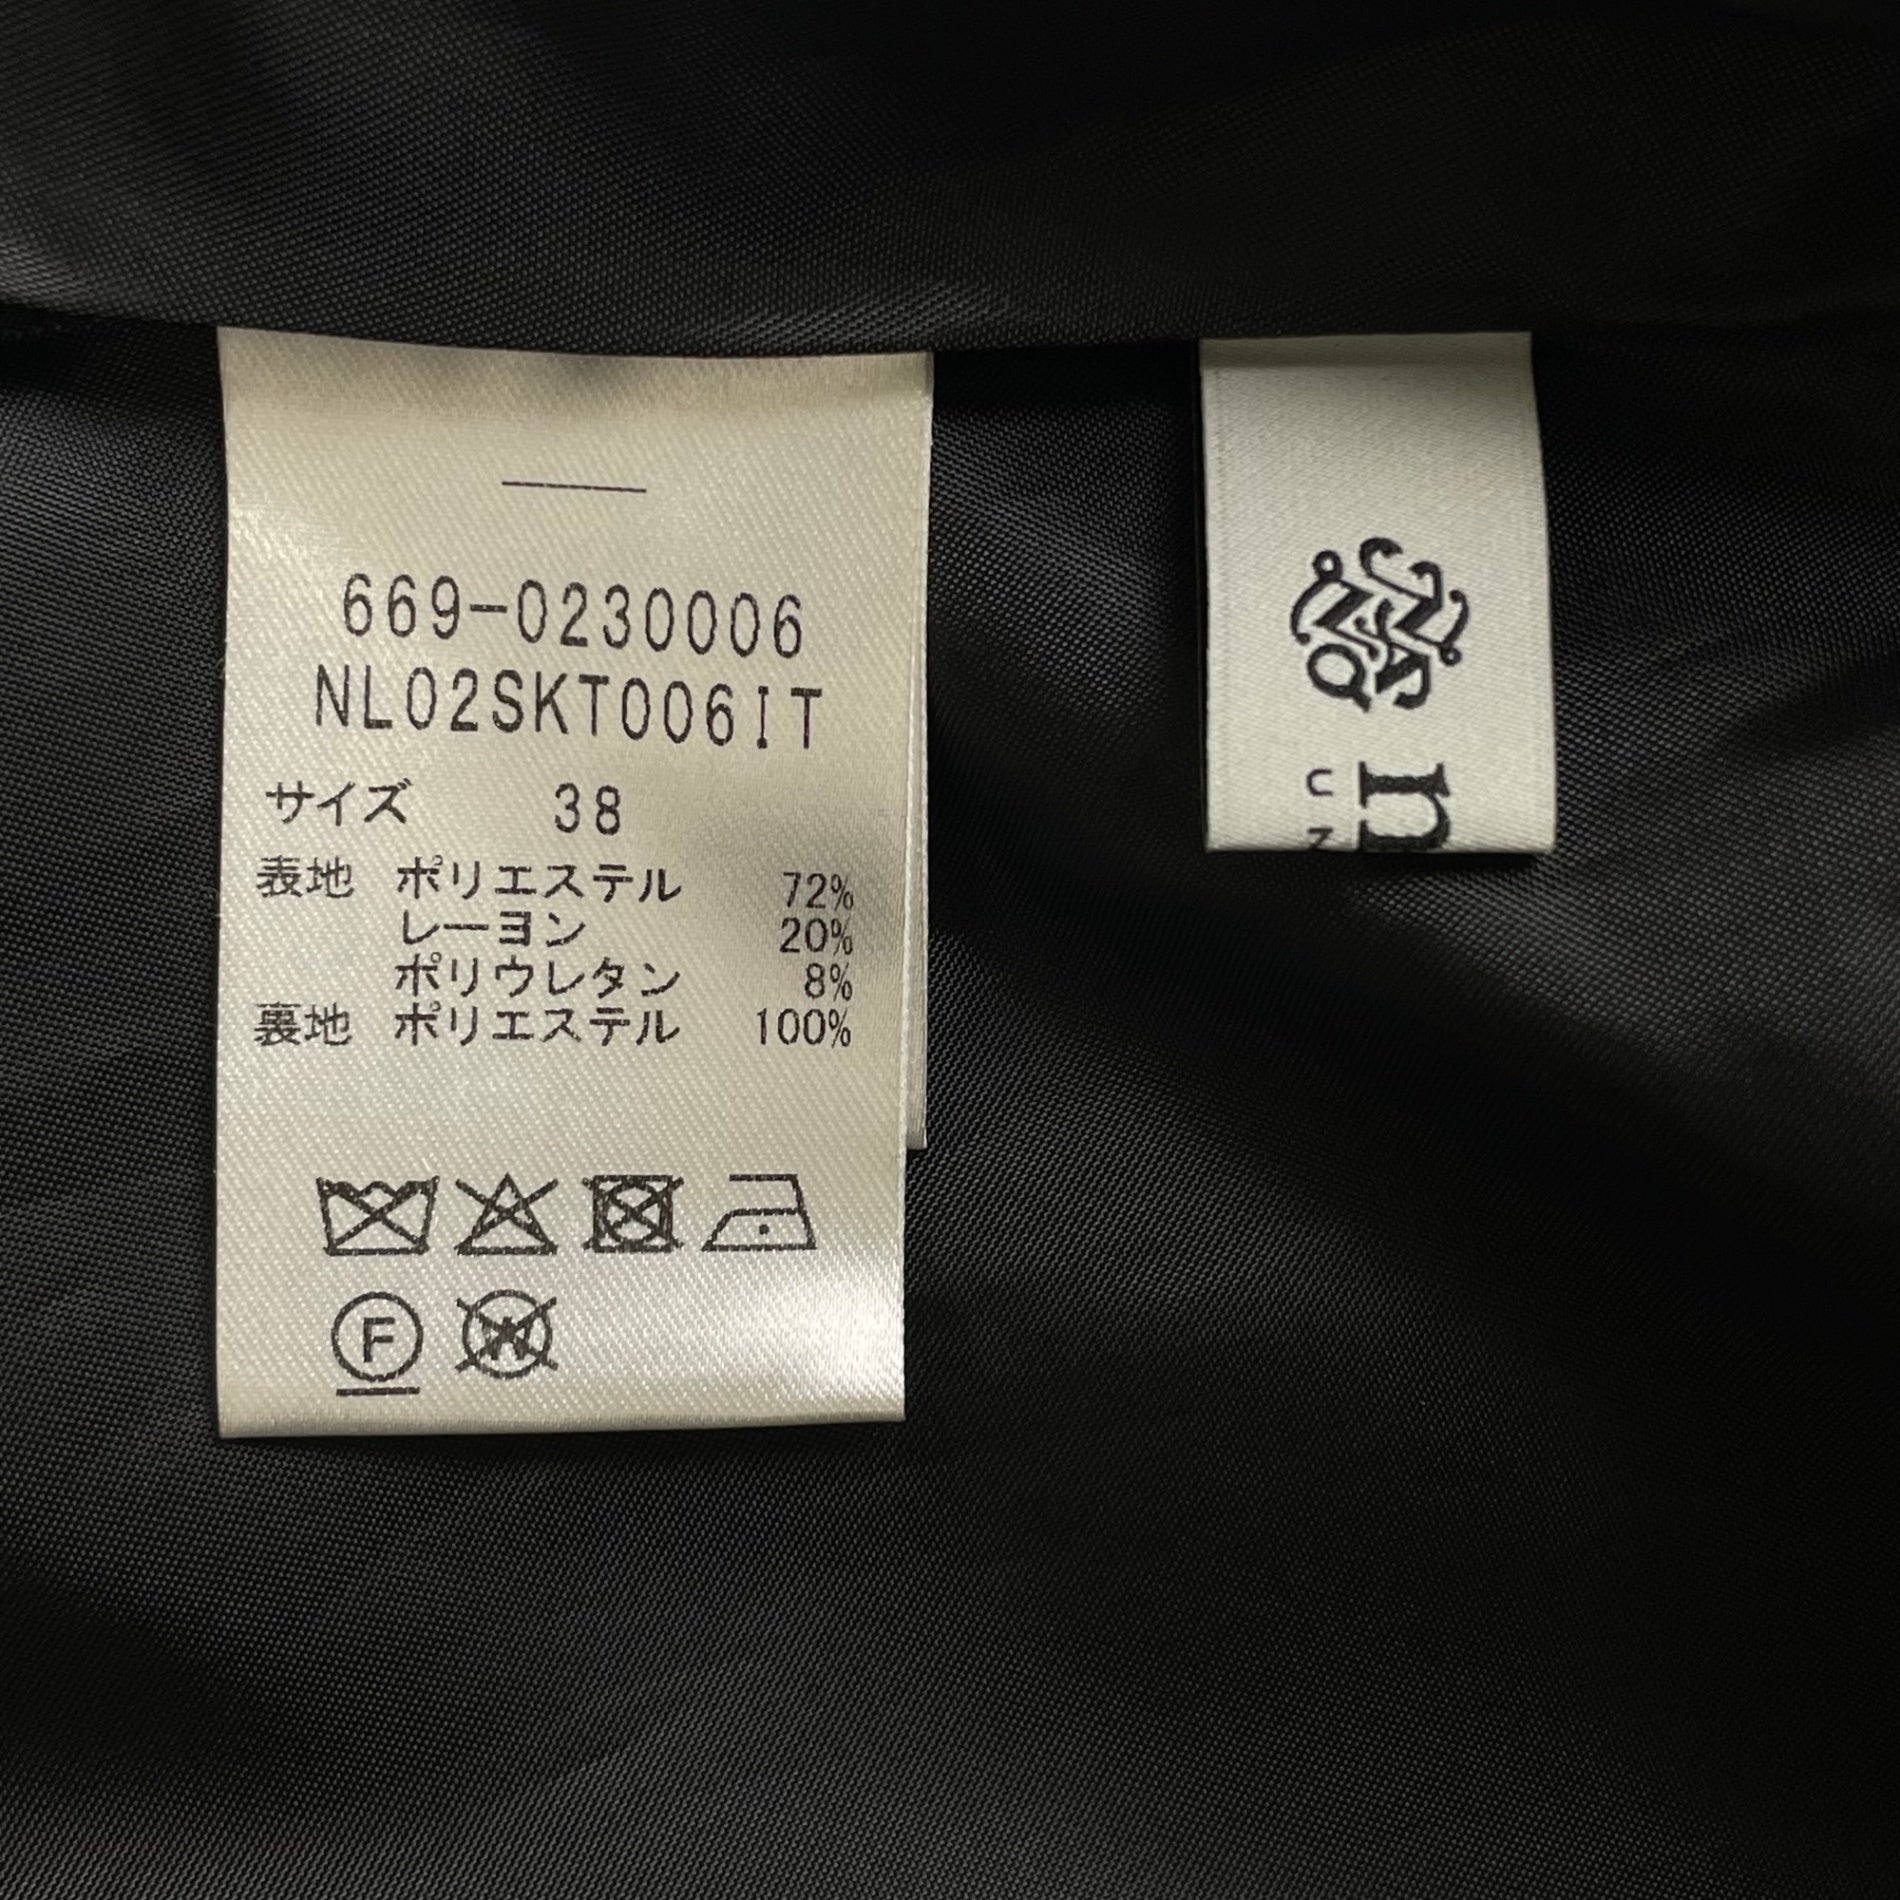 669-0230006
NL02SKT006IT
サイズ 38
表地 ポリエステル 72%
レーヨン 20%
ポリウレタン 8%
裏地 ポリエステル 100%
F
W